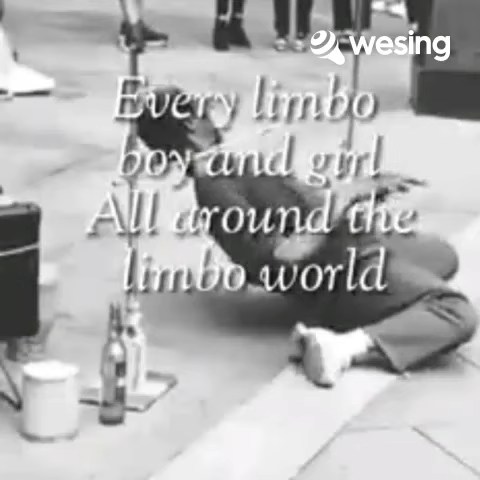 wesing
Every limbo
boy and girl
All around the
limbo world